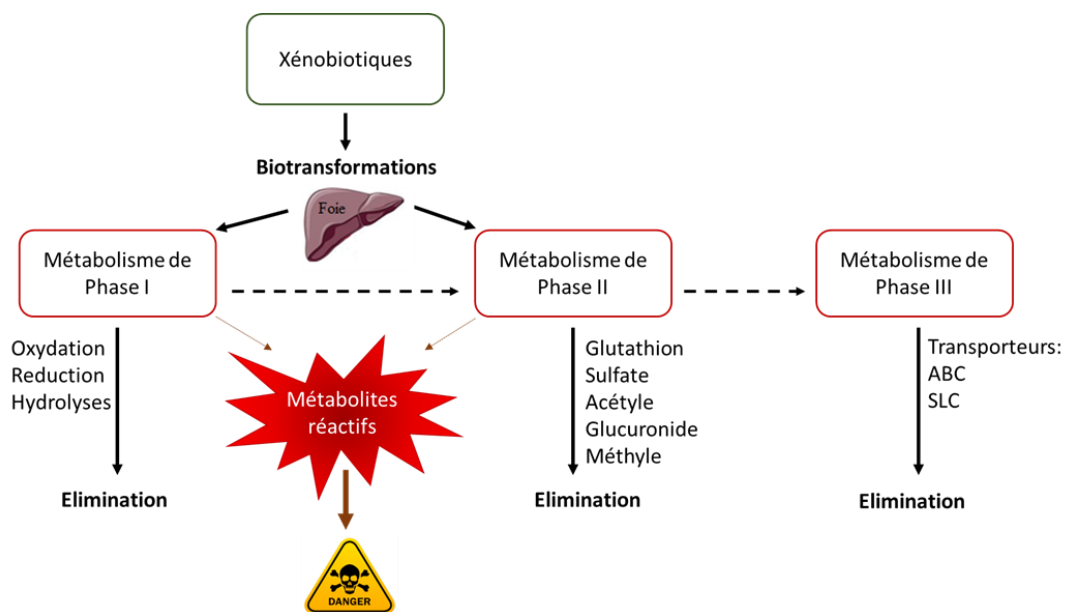 Xénobiotiques
Biotransformations
Foie
Métabolisme de
Phase I
Métabolisme de
Phase II
Métabolisme de
Phase III
Oxydation
Reduction
Hydrolyses
Elimination
Métabolites
réactifs
DANGER
Glutathion
Sulfate
Acétyle
Glucuronide
Méthyle
Elimination
Transporteurs:
ABC
SLC
Elimination